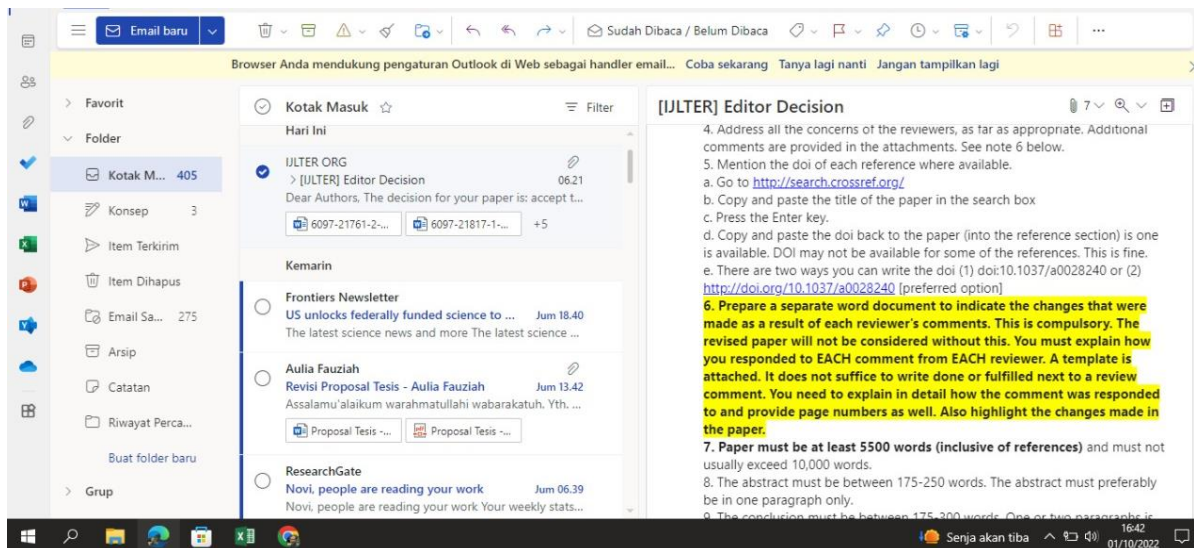 Email baru
Sudah Dibaca / Belum Dibaca
Browser Anda mendukung pengaturan Outlook di Web sebagai handler email... Coba sekarang Tanya lagi nanti Jangan tampilkan lagi
Favorit
Folder
Kotak M... 405
Konsep 3
Item Terkirim
Item Dihapus
Email Sa... 275
Arsip
Catatan
Riwayat Perca...
Buat folder baru
Grup
Kotak Masuk
Filter
Hari Ini
IJLTER ORG
> [IJLTER] Editor Decision 06.21
Dear Authors, The decision for your paper is: accept t...
6097-21761-2-... 6097-21817-1-... +5
Kemarin
Frontiers Newsletter
US unlocks federally funded science to ... Jum 18.40
The latest science news and more The latest science ...
Aulia Fauziah
Revisi Proposal Tesis - Aulia Fauziah Jum 13.42
Assalamu'alaikum warahmatullahi wabarakatuh. Yth. ...
Proposal Tesis -... Proposal Tesis -...
ResearchGate
Novi, people are reading your work Jum 06.39
Novi, people are reading your work Your weekly stats...
[IJLTER] Editor Decision
7
4. Address all the concerns of the reviewers, as far as appropriate. Additional
comments are provided in the attachments. See note 6 below.
5. Mention the doi of each reference where available.
a. Go to http://search.crossref.org/
b. Copy and paste the title of the paper in the search box
c. Press the Enter key.
d. Copy and paste the doi back to the paper (into the reference section) is one
is available. DOI may not be available for some of the references. This is fine.
e. There are two ways you can write the doi (1) doi:10.1037/a0028240 or (2)
http://doi.org/10.1037/a0028240 [preferred option]
6. Prepare a separate word document to indicate the changes that were
made as a result of each reviewer's comments. This is compulsory. The
revised paper will not be considered without this. You must explain how
you responded to EACH comment from EACH reviewer. A template is
attached. It does not suffice to write done or fulfilled next to a review
comment. You need to explain in detail how the comment was responded
to and provide page numbers as well. Also highlight the changes made in
the paper.
7. Paper must be at least 5500 words (inclusive of references) and must not
usually exceed 10,000 words.
8. The abstract must be between 175-250 words. The abstract must preferably
be in one paragraph only.
9. The conclusion must be between 175-300 words. One or two paragraphs is
Senja akan tiba
16:42
01/10/2022